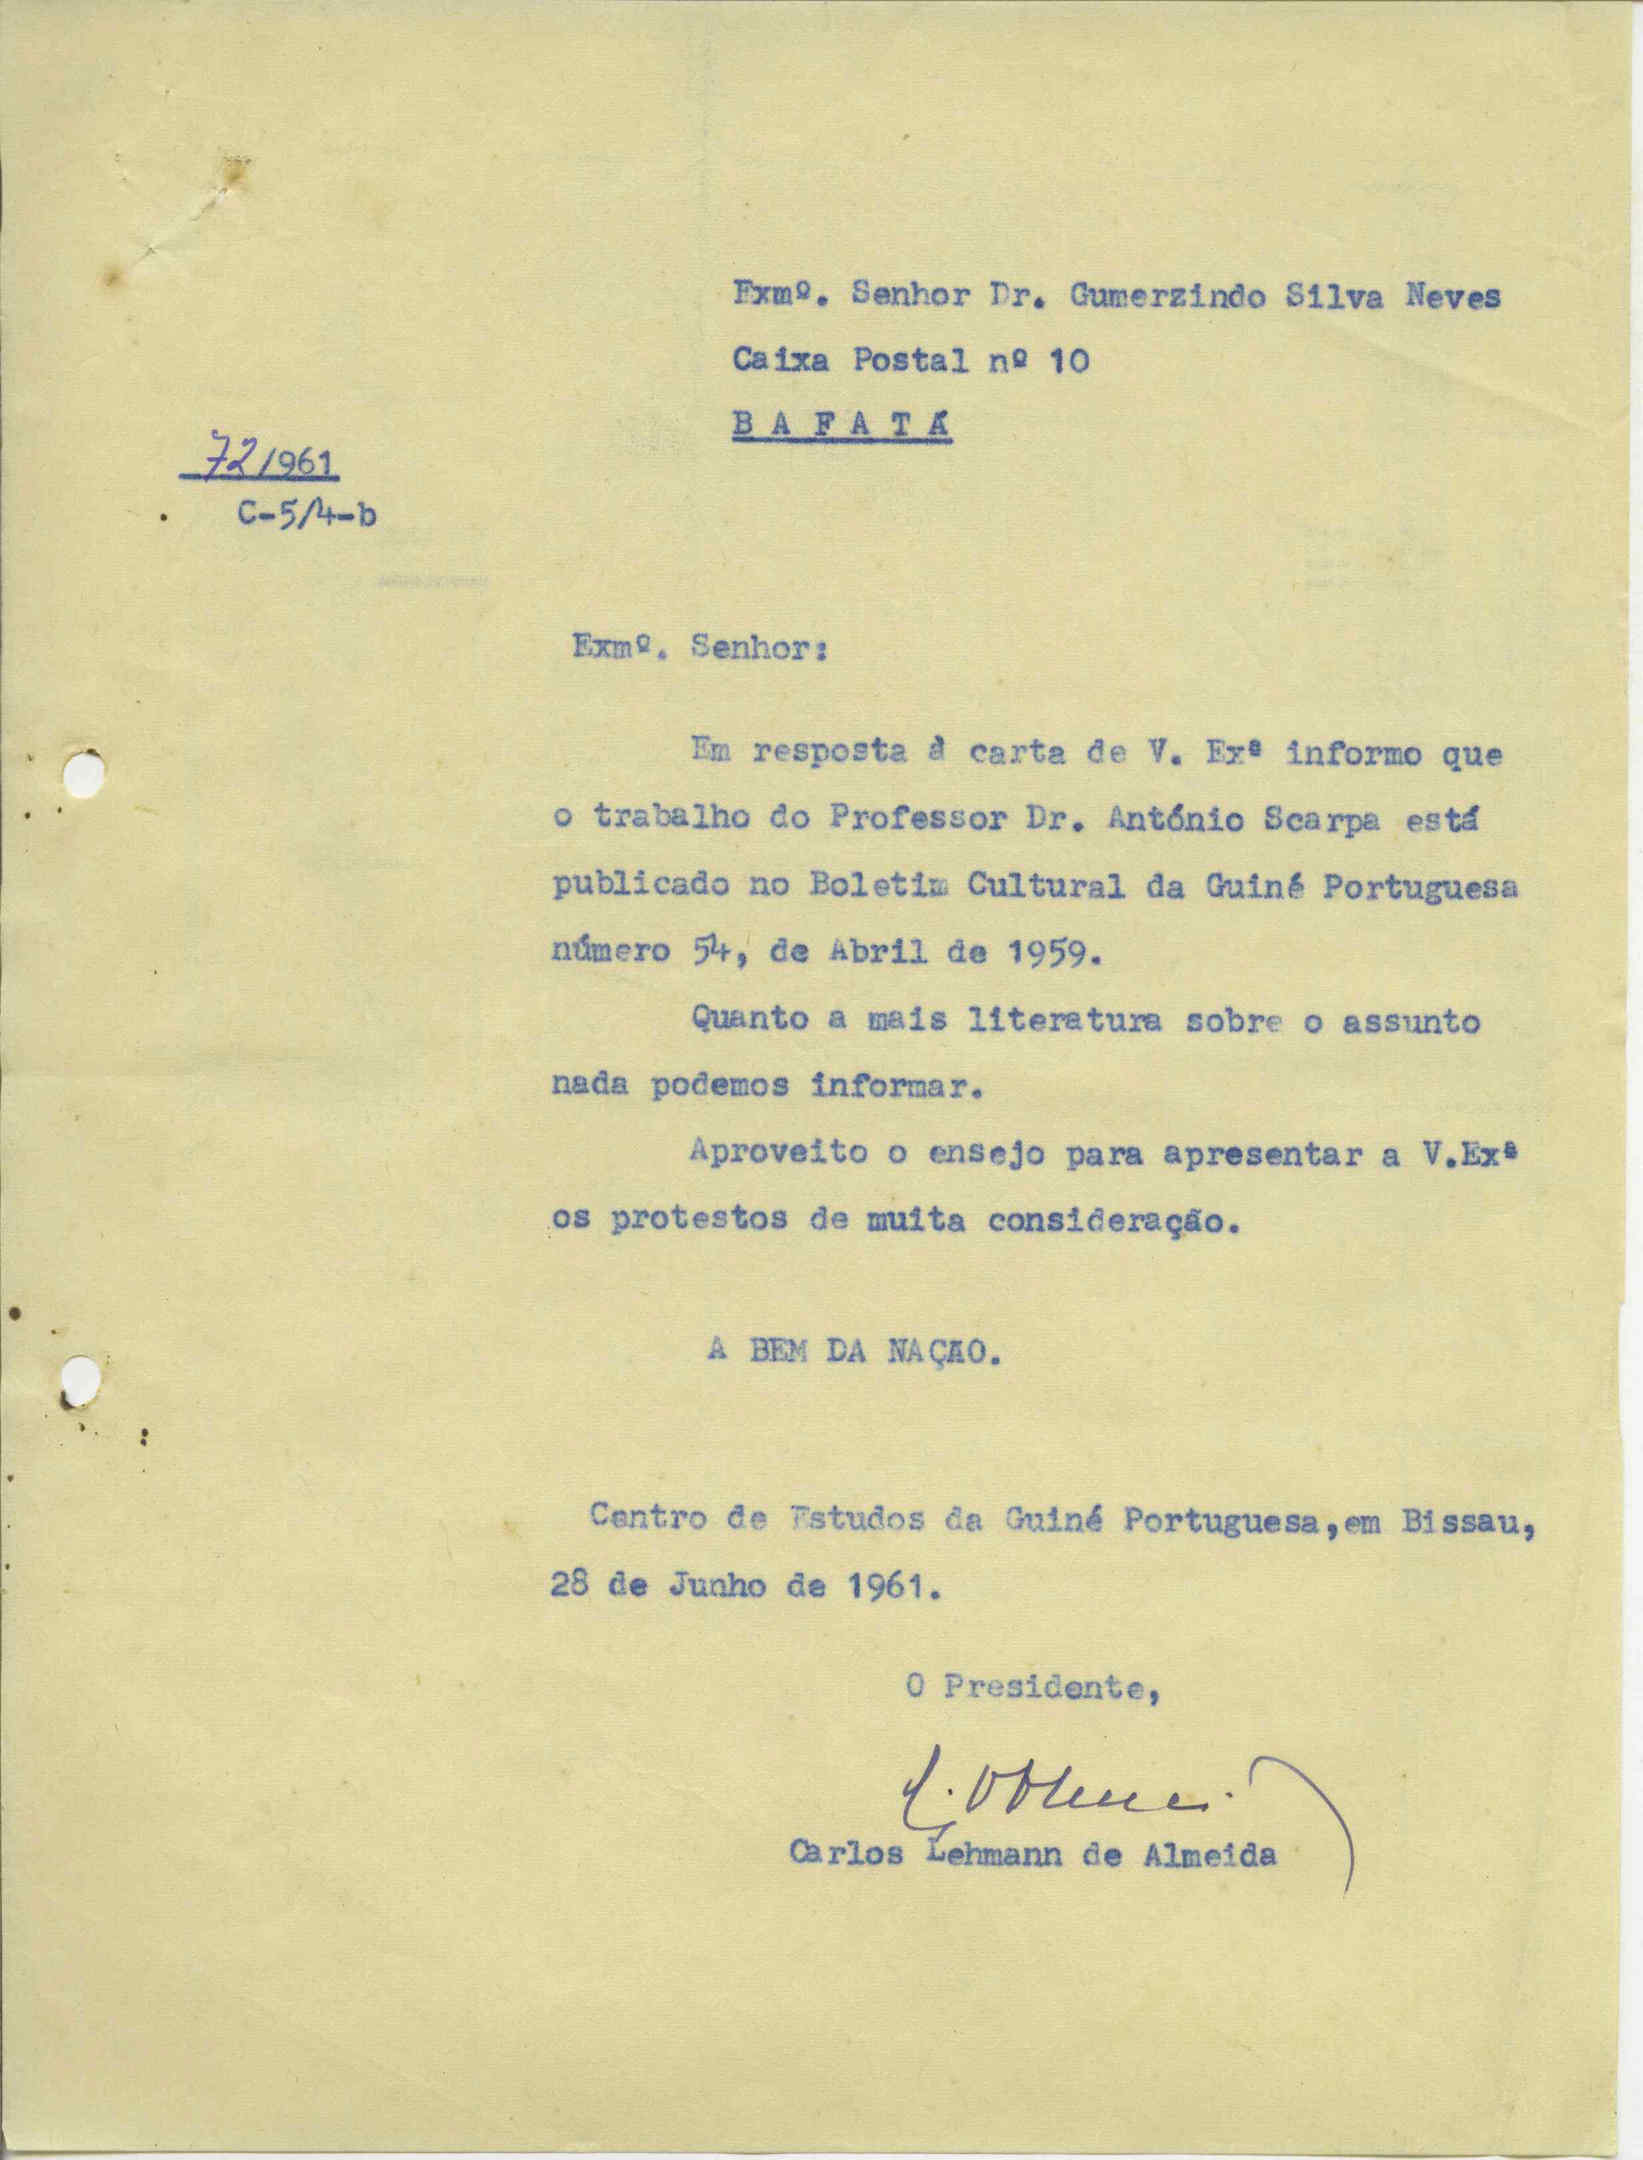 Exmº. Senhor Dr. Gumerzindo Silva Neves
Caixa Postal nº 10
B A F A T Á
72/961
C-5/4-b
Exmº. Senhor:
Em resposta à carta de V. Exª informo que
o trabalho do Professor Dr. António Scarpa está
publicado no Boletim Cultural da Guiné Portuguesa
número 54, de Abril de 1959.
Quanto a mais literatura sobre o assunto
nada podemos informar.
Aproveito o ensejo para apresentar a V.Exª
os protestos de muita consideração.
A BEM DA NAÇAO.
Centro de Estudos da Guiné Portuguesa,em Bissau,
28 de Junho de 1961.
O Presidente,
Carlos Lehmann de Almeida